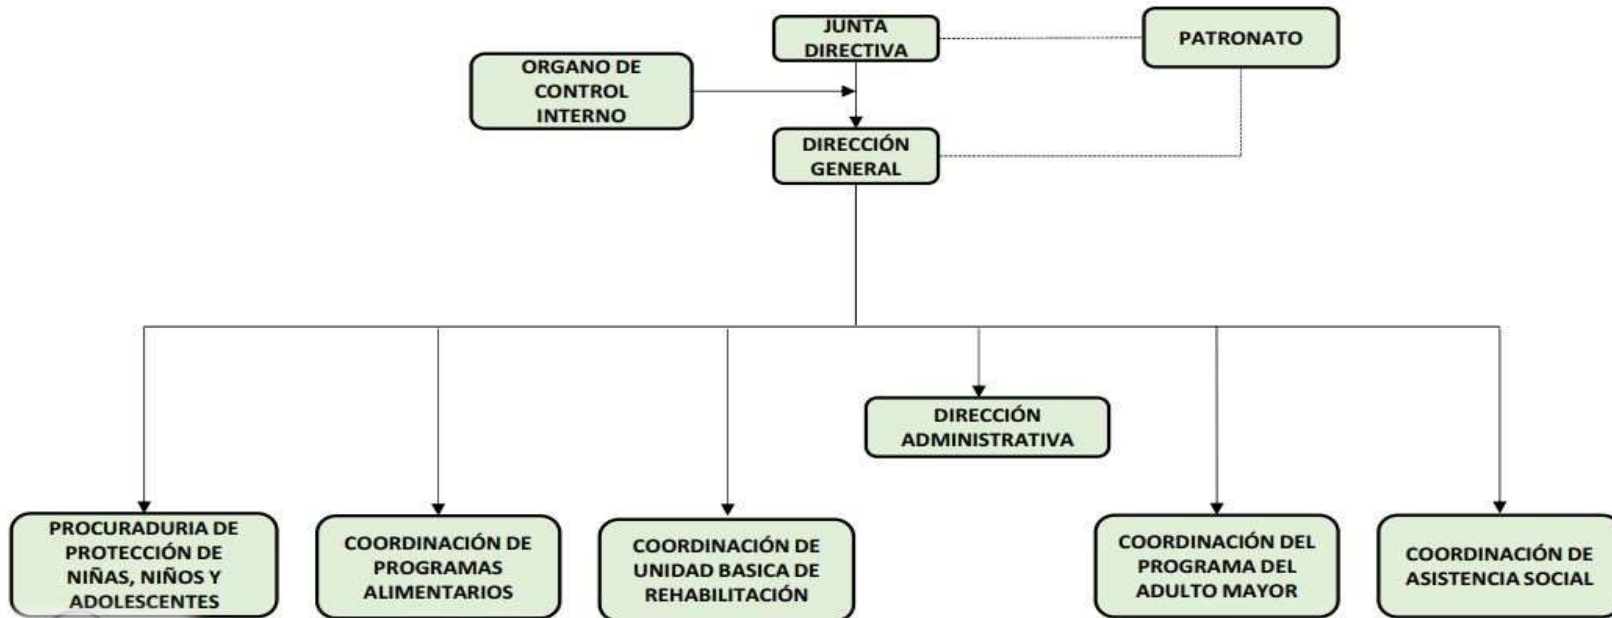 JUNTA
DIRECTIVA
PATRONATO
ORGANO DE
CONTROL
INTERNO
DIRECCIÓN
GENERAL
DIRECCIÓN
ADMINISTRATIVA
PROCURADURIA DE
PROTECCIÓN DE
NIÑAS, NIÑOS Y
ADOLESCENTES
COORDINACIÓN DE
PROGRAMAS
ALIMENTARIOS
COORDINACIÓN DE
UNIDAD BASICA DE
REHABILITACIÓN
COORDINACIÓN DEL
PROGRAMA DEL
ADULTO MAYOR
COORDINACIÓN DE
ASISTENCIA SOCIAL